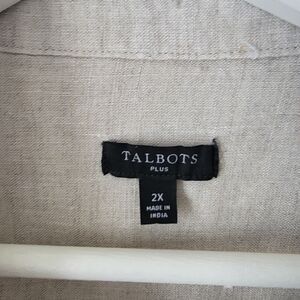 TALBOTS
PLUS
2X
MADE IN
INDIA